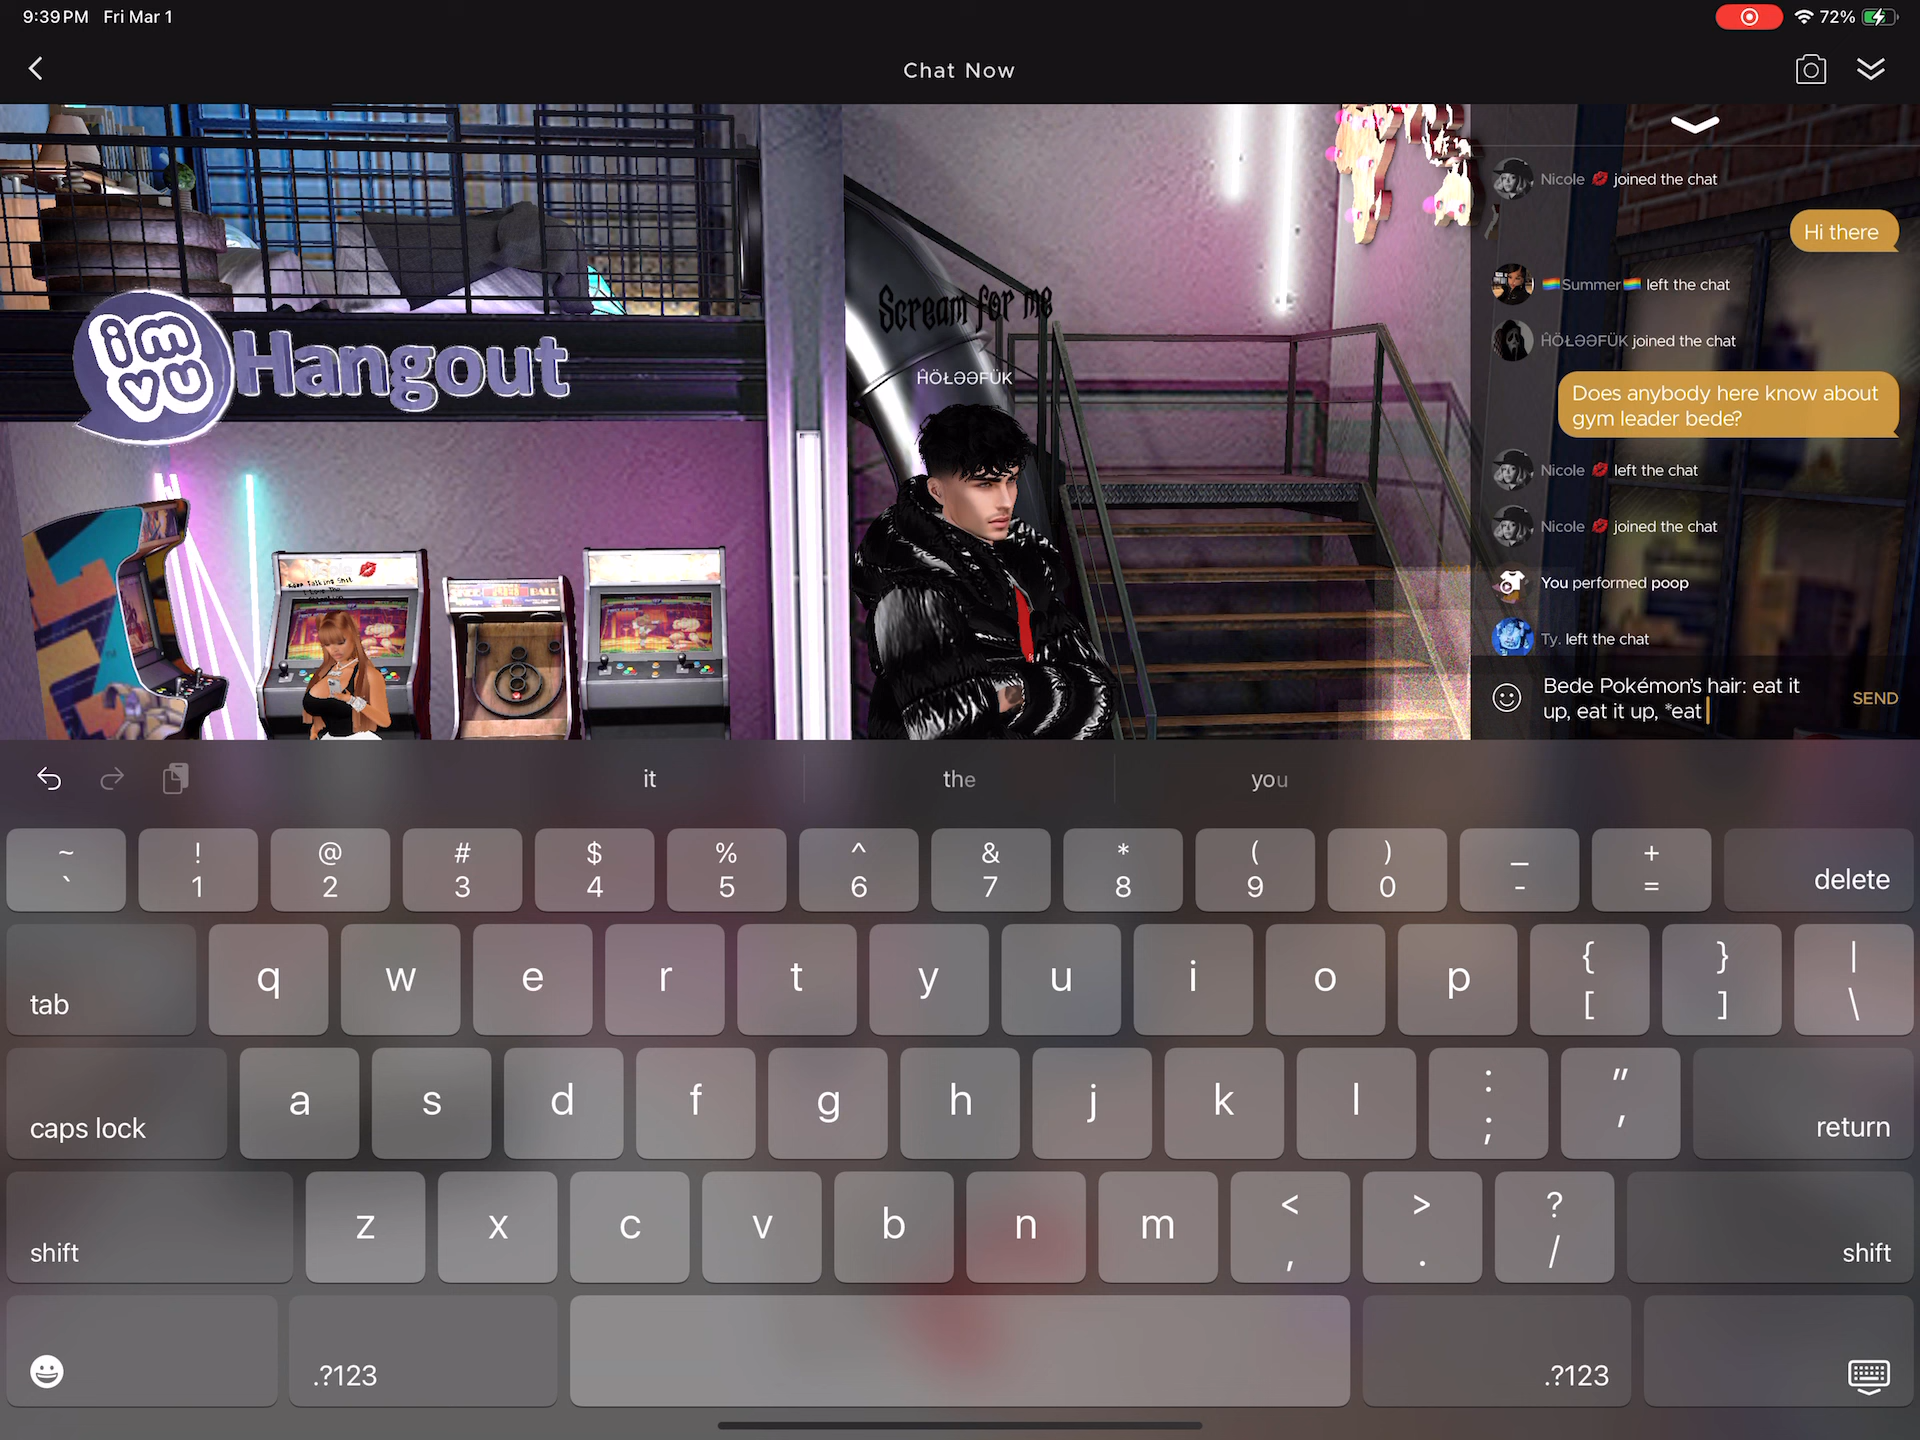 9:39 PM Fri Mar 1
72%
Chat Now
imvu
Hangout
Scream for me
ĤÖŁƏƏFÜK
Nicole 💋 joined the chat
Hi there
🏳️‍🌈Summer🏳️‍🌈 left the chat
ĤÖŁƏƏFÜK joined the chat
Does anybody here know about
gym leader bede?
Nicole 💋 left the chat
Nicole 💋 joined the chat
You performed poop
Ty. left the chat
Bede Pokémon’s hair: eat it
up, eat it up, *eat
SEND
it
the
you
~ ! @ # $ % ^ & * ( ) _ +
` 1 2 3 4 5 6 7 8 9 0 - =
delete
tab
q w e r t y u i o p { } |
[ ] \
caps lock
a s d f g h j k l : "
; '
return
shift
z x c v b n m < > ?
, . /
shift
.?123
.?123